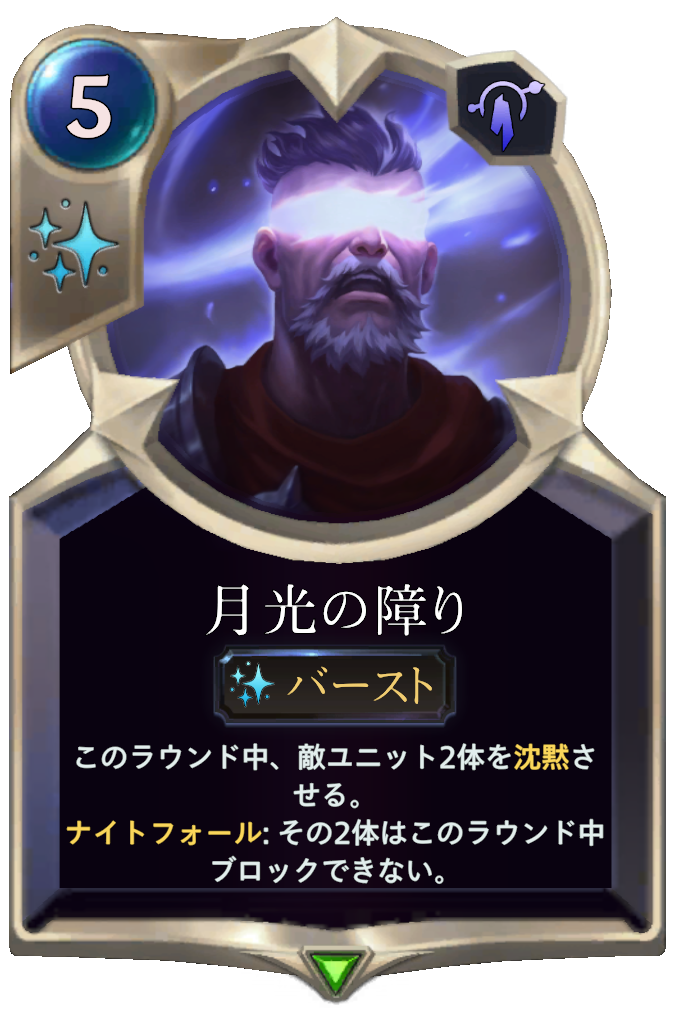 5
月光の障り
バースト
このラウンド中、敵ユニット2体を沈黙さ
せる。
ナイトフォール: その2体はこのラウンド中
ブロックできない。